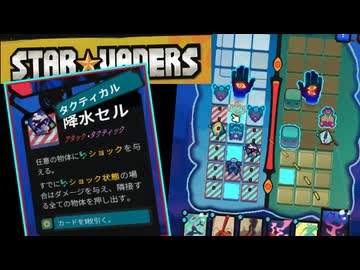 STAR★VADERS
タクティカル
降水セル
アタック・タクティック
任意の物体に ショックを与
える。
すでに ショック状態の場
合はダメージを与え、隣接す
る全ての物体を押し出す。
カードを1枚引く。